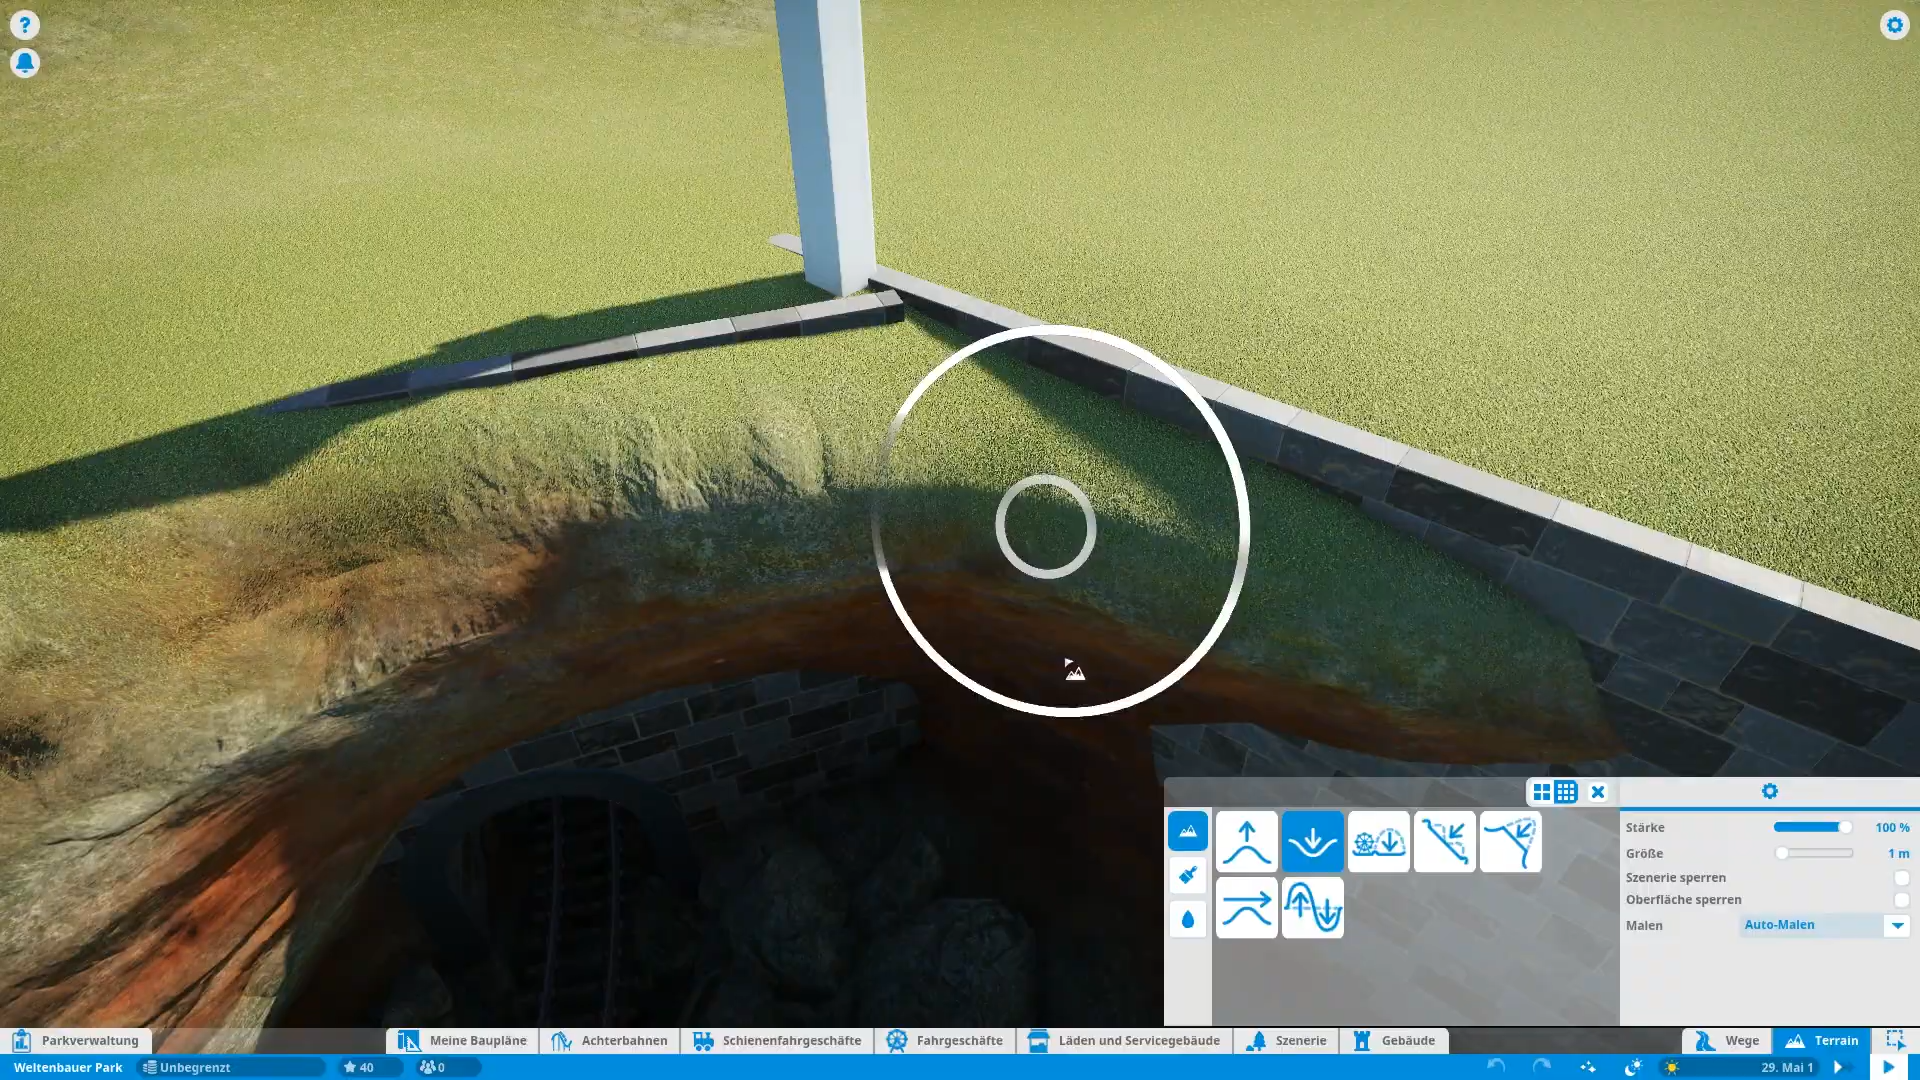 ?
Stärke
100 %
Größe
1 m
Szenerie sperren
Oberfläche sperren
Malen
Auto-Malen
Parkverwaltung
Meine Baupläne
Achterbahnen
Schienenfahrgeschäfte
Fahrgeschäfte
Läden und Servicegebäude
Szenerie
Gebäude
Wege
Terrain
Weltenbauer Park
Unbegrenzt
40
0
29. Mai 1